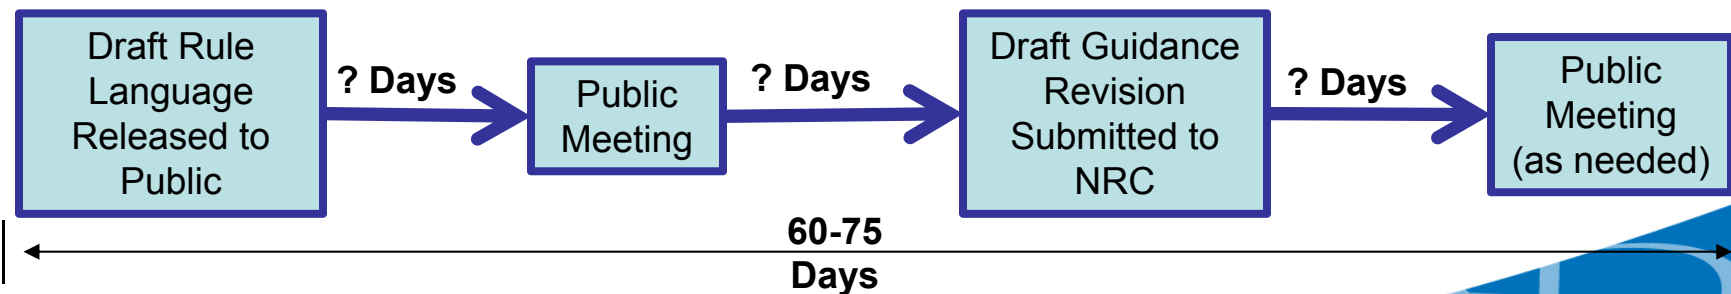 Draft Rule
Language
Released to
Public
? Days
Public
Meeting
? Days
Draft Guidance
Revision
Submitted to
NRC
? Days
Public
Meeting
(as needed)
60-75
Days